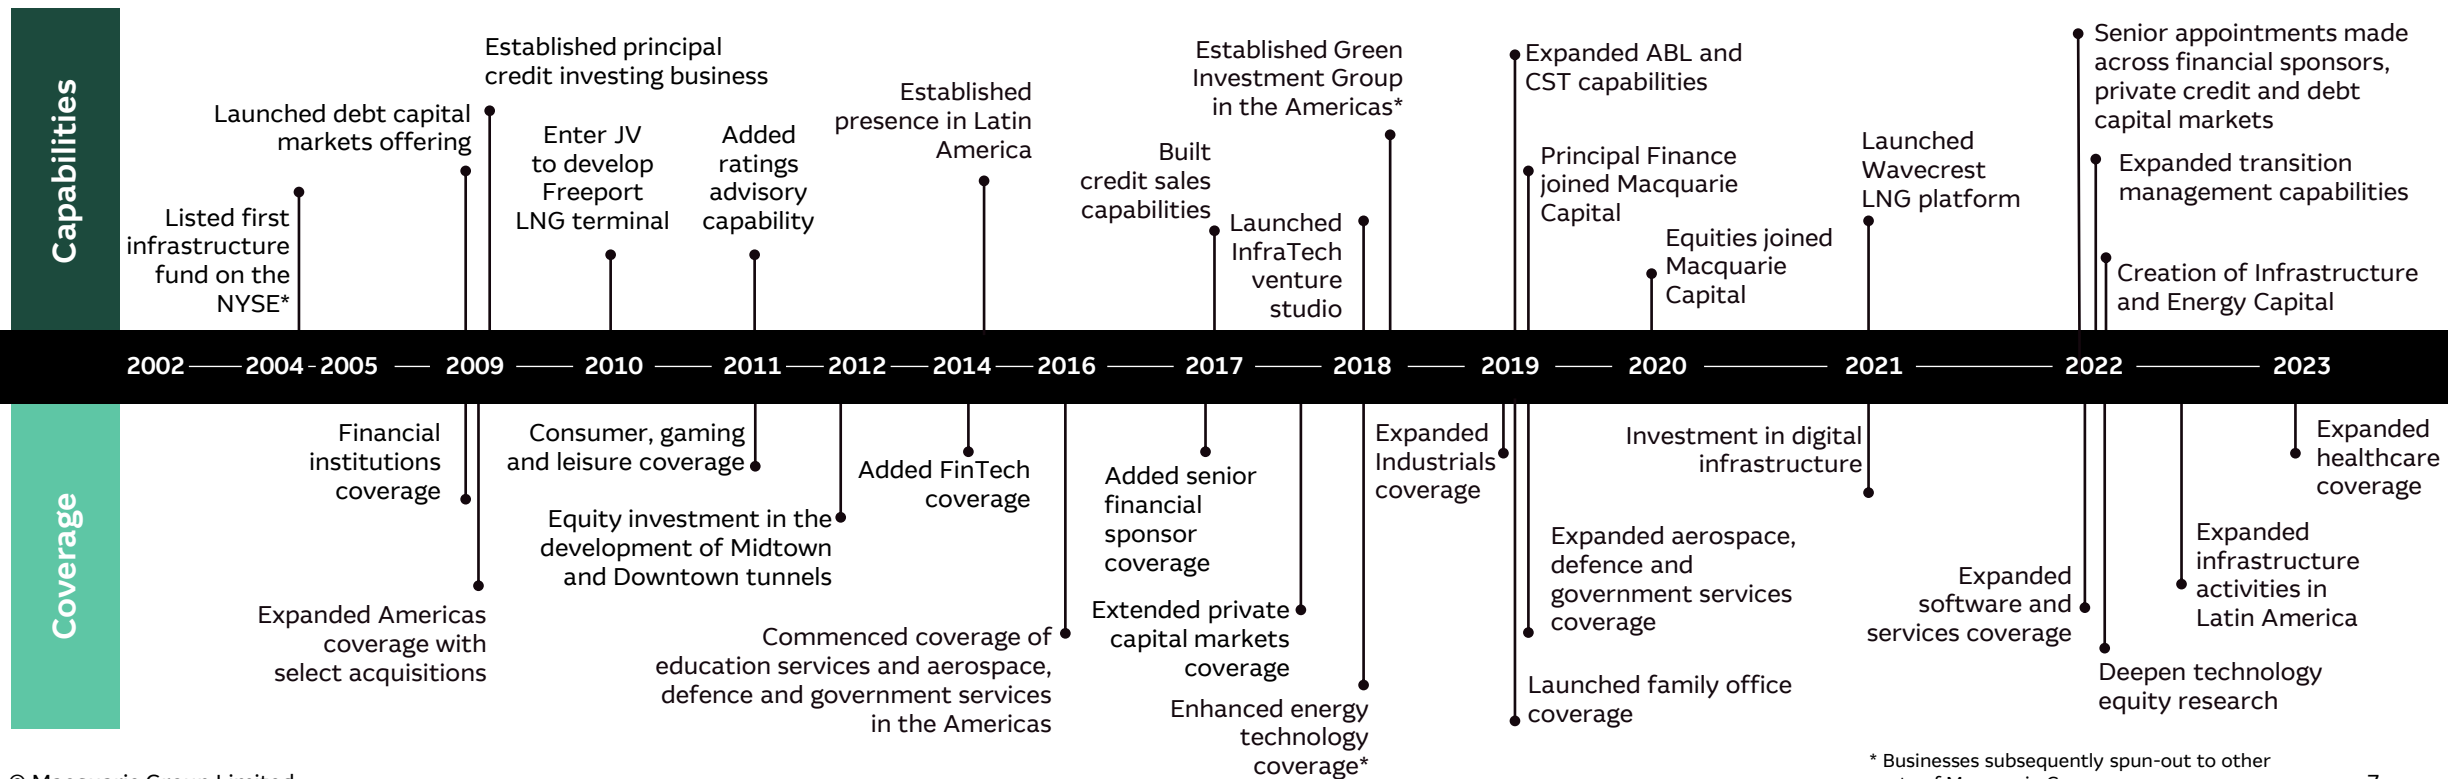 Capabilities
Established principal
credit investing business
Launched debt capital
markets offering
Listed first
infrastructure
fund on the
NYSE*
Enter JV
to develop
Freeport
LNG terminal
Added
ratings
advisory
capability
Established
presence in Latin
America
Built
credit sales
capabilities
Established Green
Investment Group
in the Americas*
Launched
InfraTech
venture
studio
Expanded ABL and
CST capabilities
Principal Finance
joined Macquarie
Capital
Equities joined
Macquarie
Capital
Launched
Wavecrest
LNG platform
Senior appointments made
across financial sponsors,
private credit and debt
capital markets
Expanded transition
management capabilities
Creation of Infrastructure
and Energy Capital
2002 2004 - 2005 2009 2010 2011 2012 2014 2016 2017 2018 2019 2020 2021 2022 2023
Coverage
Financial
institutions
coverage
Expanded Americas
coverage with
select acquisitions
Consumer, gaming
and leisure coverage
Equity investment in the
development of Midtown
and Downtown tunnels
Added FinTech
coverage
Commenced coverage of
education services and aerospace,
defence and government services
in the Americas
Added senior
financial
sponsor
coverage
Extended private
capital markets
coverage
Enhanced energy
technology
coverage*
Expanded
Industrials
coverage
Expanded aerospace,
defence and
government services
coverage
Launched family office
coverage
Investment in digital
infrastructure
Expanded
software and
services coverage
Deepen technology
equity research
Expanded
infrastructure
activities in
Latin America
Expanded
healthcare
coverage
* Businesses subsequently spun-out to other
© Macquarie Group Limited